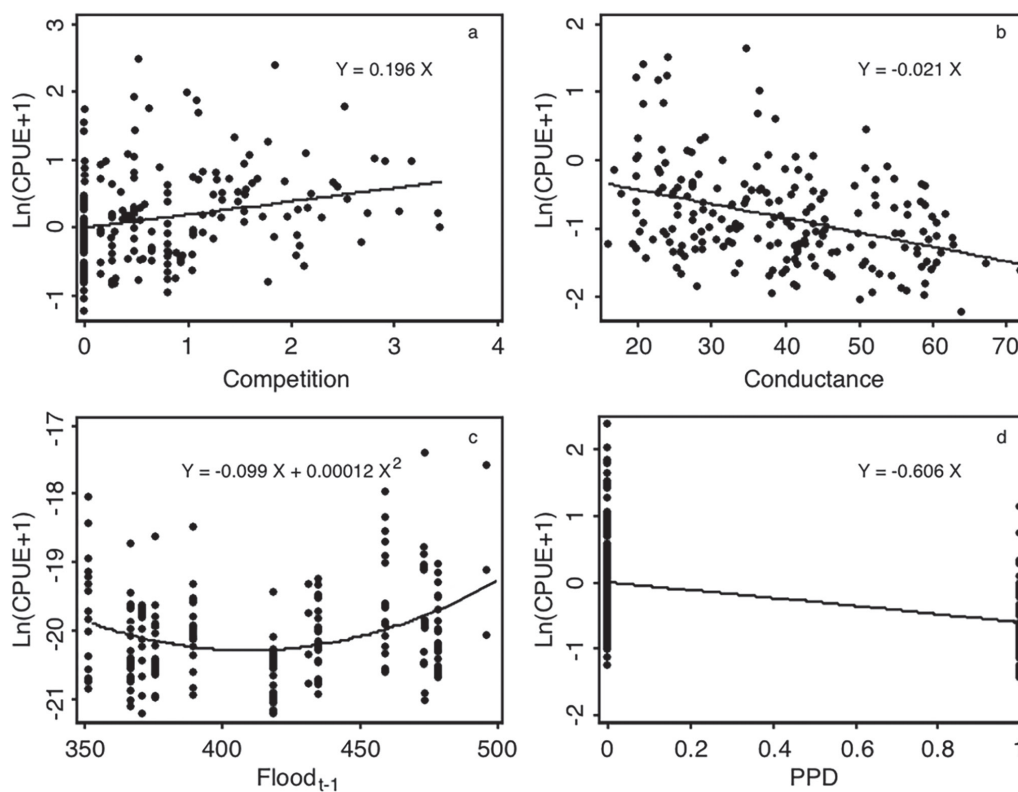 a
Y = 0.196 X
Ln(CPUE+1)
3
2
1
0
-1
0 1 2 3 4
Competition
b
Y = -0.021 X
Ln(CPUE+1)
2
1
0
-1
-2
20 30 40 50 60 70
Conductance
c
Y = -0.099 X + 0.00012 X²
Ln(CPUE+1)
-17
-18
-19
-20
-21
350 400 450 500
Flood t-1
d
Y = -0.606 X
Ln(CPUE+1)
2
1
0
-1
-2
0 0.2 0.4 0.6 0.8
PPD